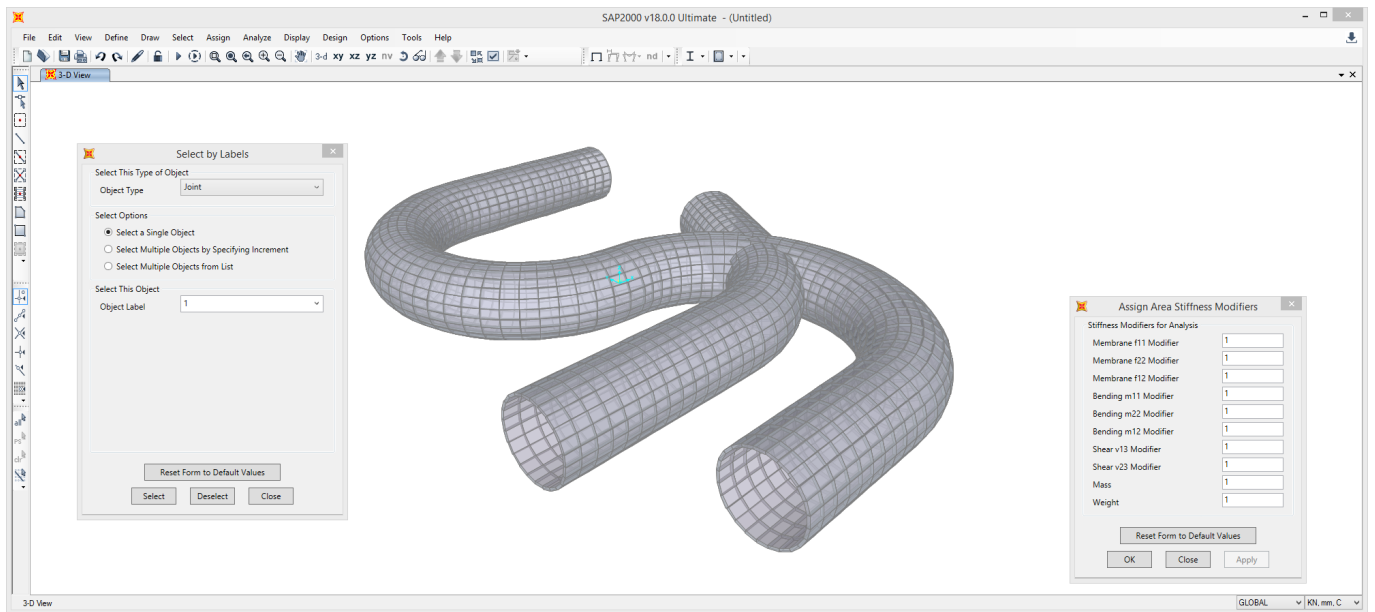 SAP2000 v18.0.0 Ultimate - (Untitled)
File Edit View Define Draw Select Assign Analyze Display Design Options Tools Help
3-d xy xz yz nv nd
3-D View
Select by Labels
Select This Type of Object
Object Type Joint
Select Options
Select a Single Object
Select Multiple Objects by Specifying Increment
Select Multiple Objects from List
Select This Object
Object Label 1
Reset Form to Default Values
Select Deselect Close
Assign Area Stiffness Modifiers
Stiffness Modifiers for Analysis
Membrane f11 Modifier 1
Membrane f22 Modifier 1
Membrane f12 Modifier 1
Bending m11 Modifier 1
Bending m22 Modifier 1
Bending m12 Modifier 1
Shear v13 Modifier 1
Shear v23 Modifier 1
Mass 1
Weight 1
Reset Form to Default Values
OK Close Apply
all
ps
clr
3-D View GLOBAL KN, mm, C